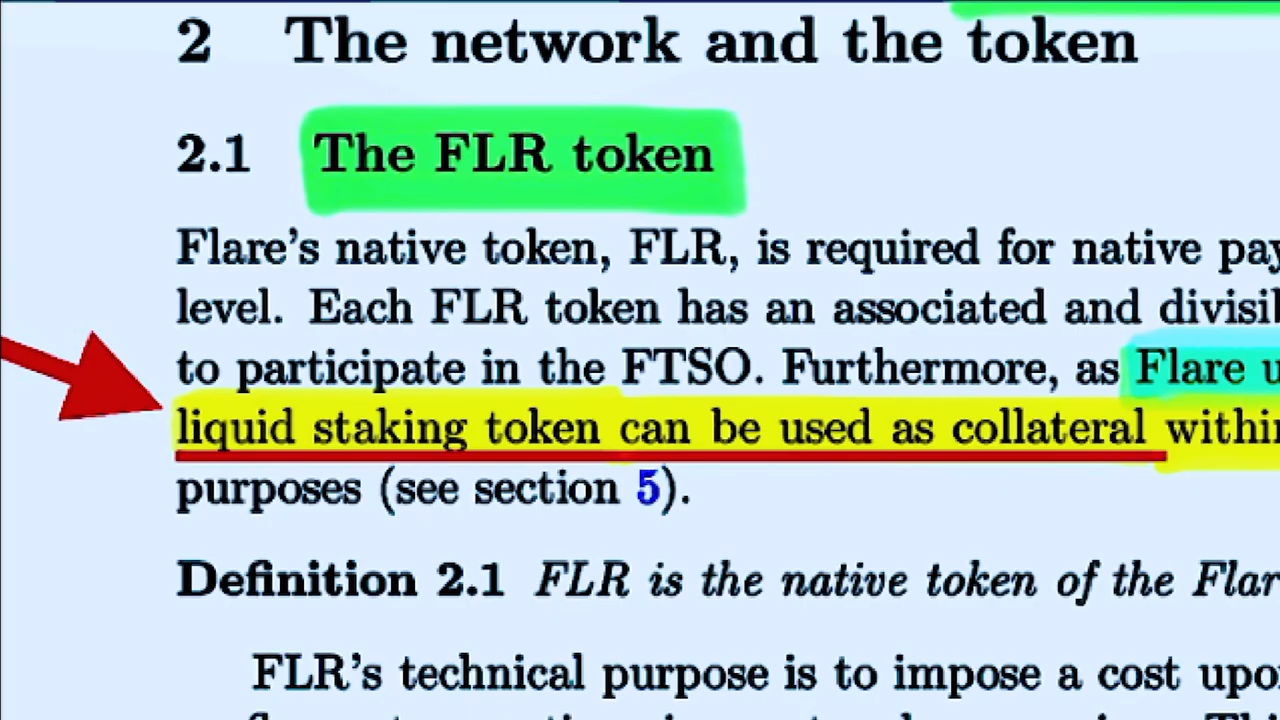 2 The network and the token
2.1 The FLR token
Flare's native token, FLR, is required for native pay
level. Each FLR token has an associated and divisib
to participate in the FTSO. Furthermore, as Flare u
liquid staking token can be used as collateral within
purposes (see section 5).
Definition 2.1 FLR is the native token of the Flar
FLR's technical purpose is to impose a cost upo